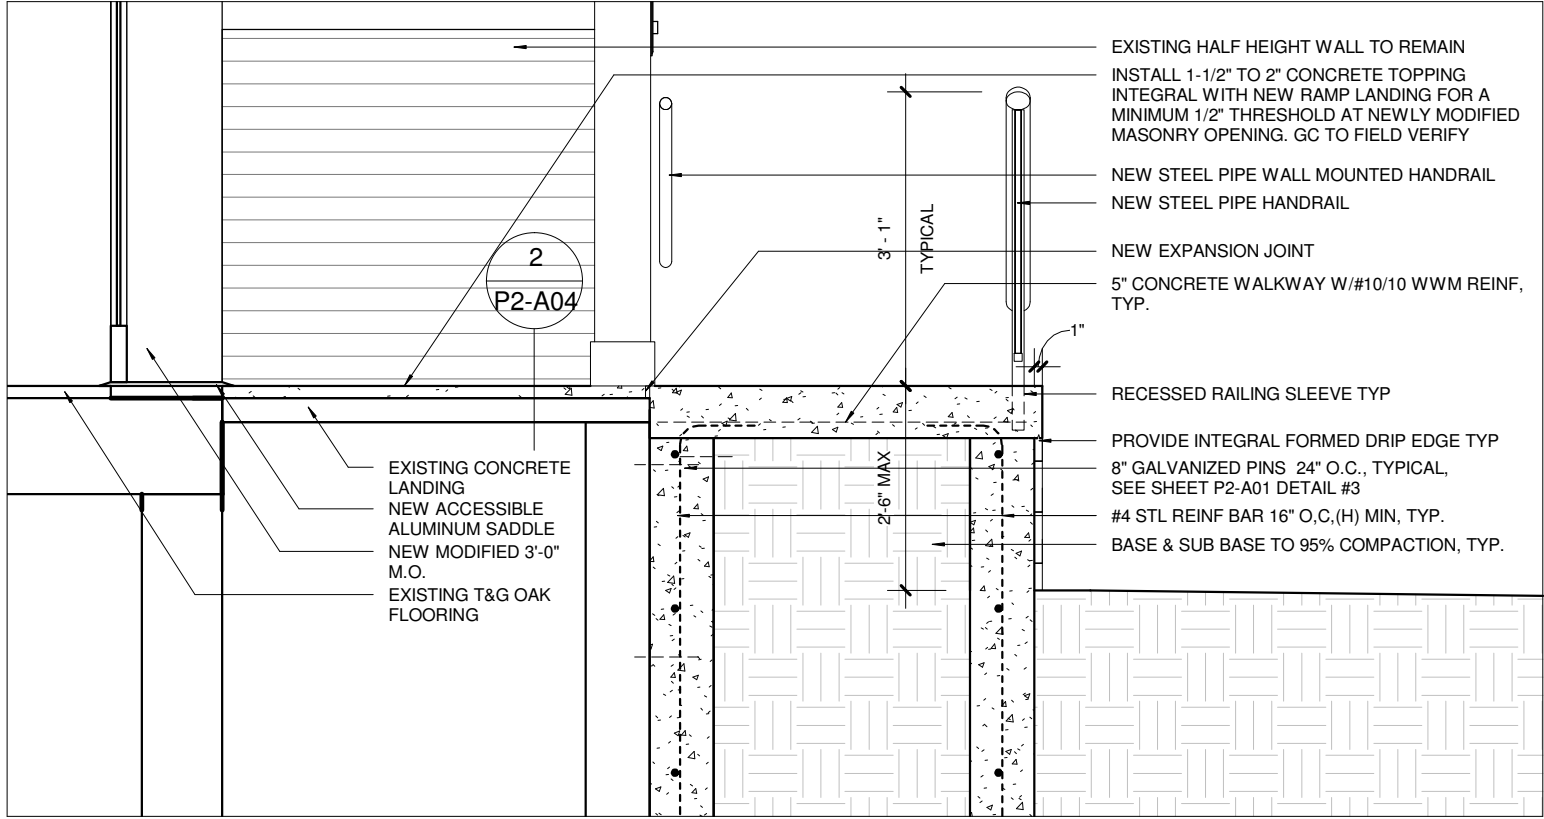 EXISTING HALF HEIGHT WALL TO REMAIN
INSTALL 1-1/2" TO 2" CONCRETE TOPPING
INTEGRAL WITH NEW RAMP LANDING FOR A
MINIMUM 1/2" THRESHOLD AT NEWLY MODIFIED
MASONRY OPENING. GC TO FIELD VERIFY
NEW STEEL PIPE WALL MOUNTED HANDRAIL
NEW STEEL PIPE HANDRAIL
NEW EXPANSION JOINT
5" CONCRETE WALKWAY W/#10/10 WWM REINF,
TYP.
1"
RECESSED RAILING SLEEVE TYP
PROVIDE INTEGRAL FORMED DRIP EDGE TYP
8" GALVANIZED PINS 24" O.C., TYPICAL,
SEE SHEET P2-A01 DETAIL #3
#4 STL REINF BAR 16" O,C,(H) MIN, TYP.
BASE & SUB BASE TO 95% COMPACTION, TYP.
3' - 1"
TYPICAL
2'-6" MAX
2
P2-A04
EXISTING CONCRETE
LANDING
NEW ACCESSIBLE
ALUMINUM SADDLE
NEW MODIFIED 3'-0"
M.O.
EXISTING T&G OAK
FLOORING